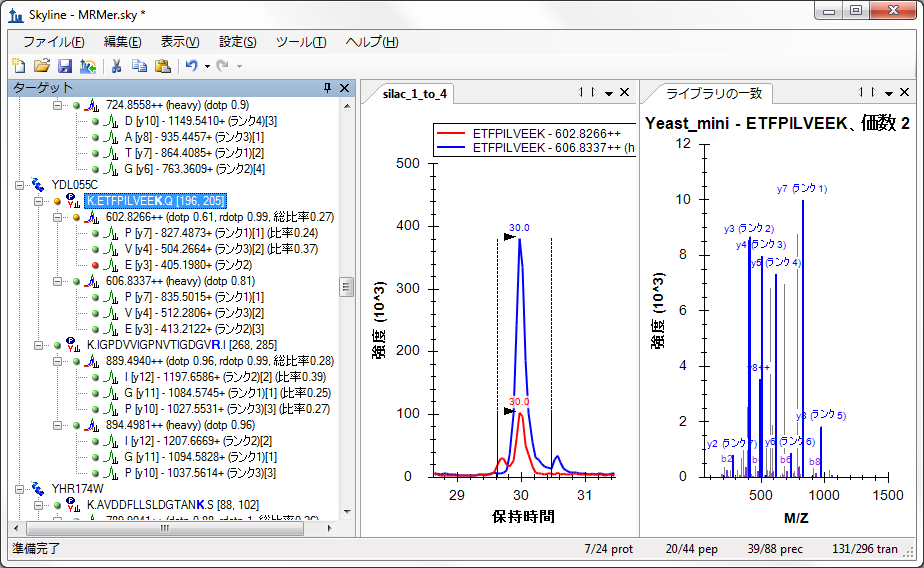 Skyline - MRMer.sky *
ファイル(F) 編集(E) 表示(V) 設定(S) ツール(T) ヘルプ(H)
ターゲット
724.8558++ (heavy) (dotp 0.9)
D [y10] - 1149.5410+ (ランク4)[3]
A [y8] - 935.4457+ (ランク3)[1]
T [y7] - 864.4085+ (ランク1)[2]
G [y6] - 763.3609+ (ランク2)[4]
YDL055C
K.ETFPILVEEKQ [196, 205]
602.8266++ (dotp 0.61, rdotp 0.99, 総比率0.27)
P [y7] - 827.4873+ (ランク1)[1] (比率0.24)
V [y4] - 504.2664+ (ランク3)[2] (比率0.37)
E [y3] - 405.1980+ (ランク2)
606.8337++ (heavy) (dotp 0.81)
P [y7] - 835.5015+ (ランク1)[1]
V [y4] - 512.2806+ (ランク3)[2]
E [y3] - 413.2122+ (ランク2)[3]
K.IGPDVVIGPNVTIGDGVR.I [268, 285]
889.4940++ (dotp 0.96, rdotp 0.99, 総比率0.28)
I [y12] - 1197.6586+ (ランク2)[2] (比率0.39)
G [y11] - 1084.5745+ (ランク1)[1] (比率0.25)
P [y10] - 1027.5531+ (ランク3)[3] (比率0.27)
894.4981++ (heavy) (dotp 0.96)
I [y12] - 1207.6669+ (ランク2)[2]
G [y11] - 1094.5828+ (ランク1)[1]
P [y10] - 1037.5614+ (ランク3)[3]
YHR174W
K.AVDDFLLSLDGTANK.S [88, 102]
789.9041++ (dotp 0.88, rdotp 1, 総比率0.26)
silac_1_to_4
ETFPILVEEK - 602.8266++
ETFPILVEEK - 606.8337++ (h
強度 (10^3)
500
400
300
200
100
0
30.0
30.0
29 30 31
保持時間
ライブラリの一致
Yeast_mini - ETFPILVEEK、価数 2
強度 (10^3)
12
10
8
6
4
2
0
y7 (ランク 1)
y3 (ランク 2)
y4 (ランク 3)
y5 (ランク 4)
y8++
y8 (ランク 5)
y2 (ランク 7)
y6 (ランク 6)
b2
b6
b8
500 1000 1500
M/Z
準備完了
7/24 prot 20/44 pep 39/88 prec 131/296 tran